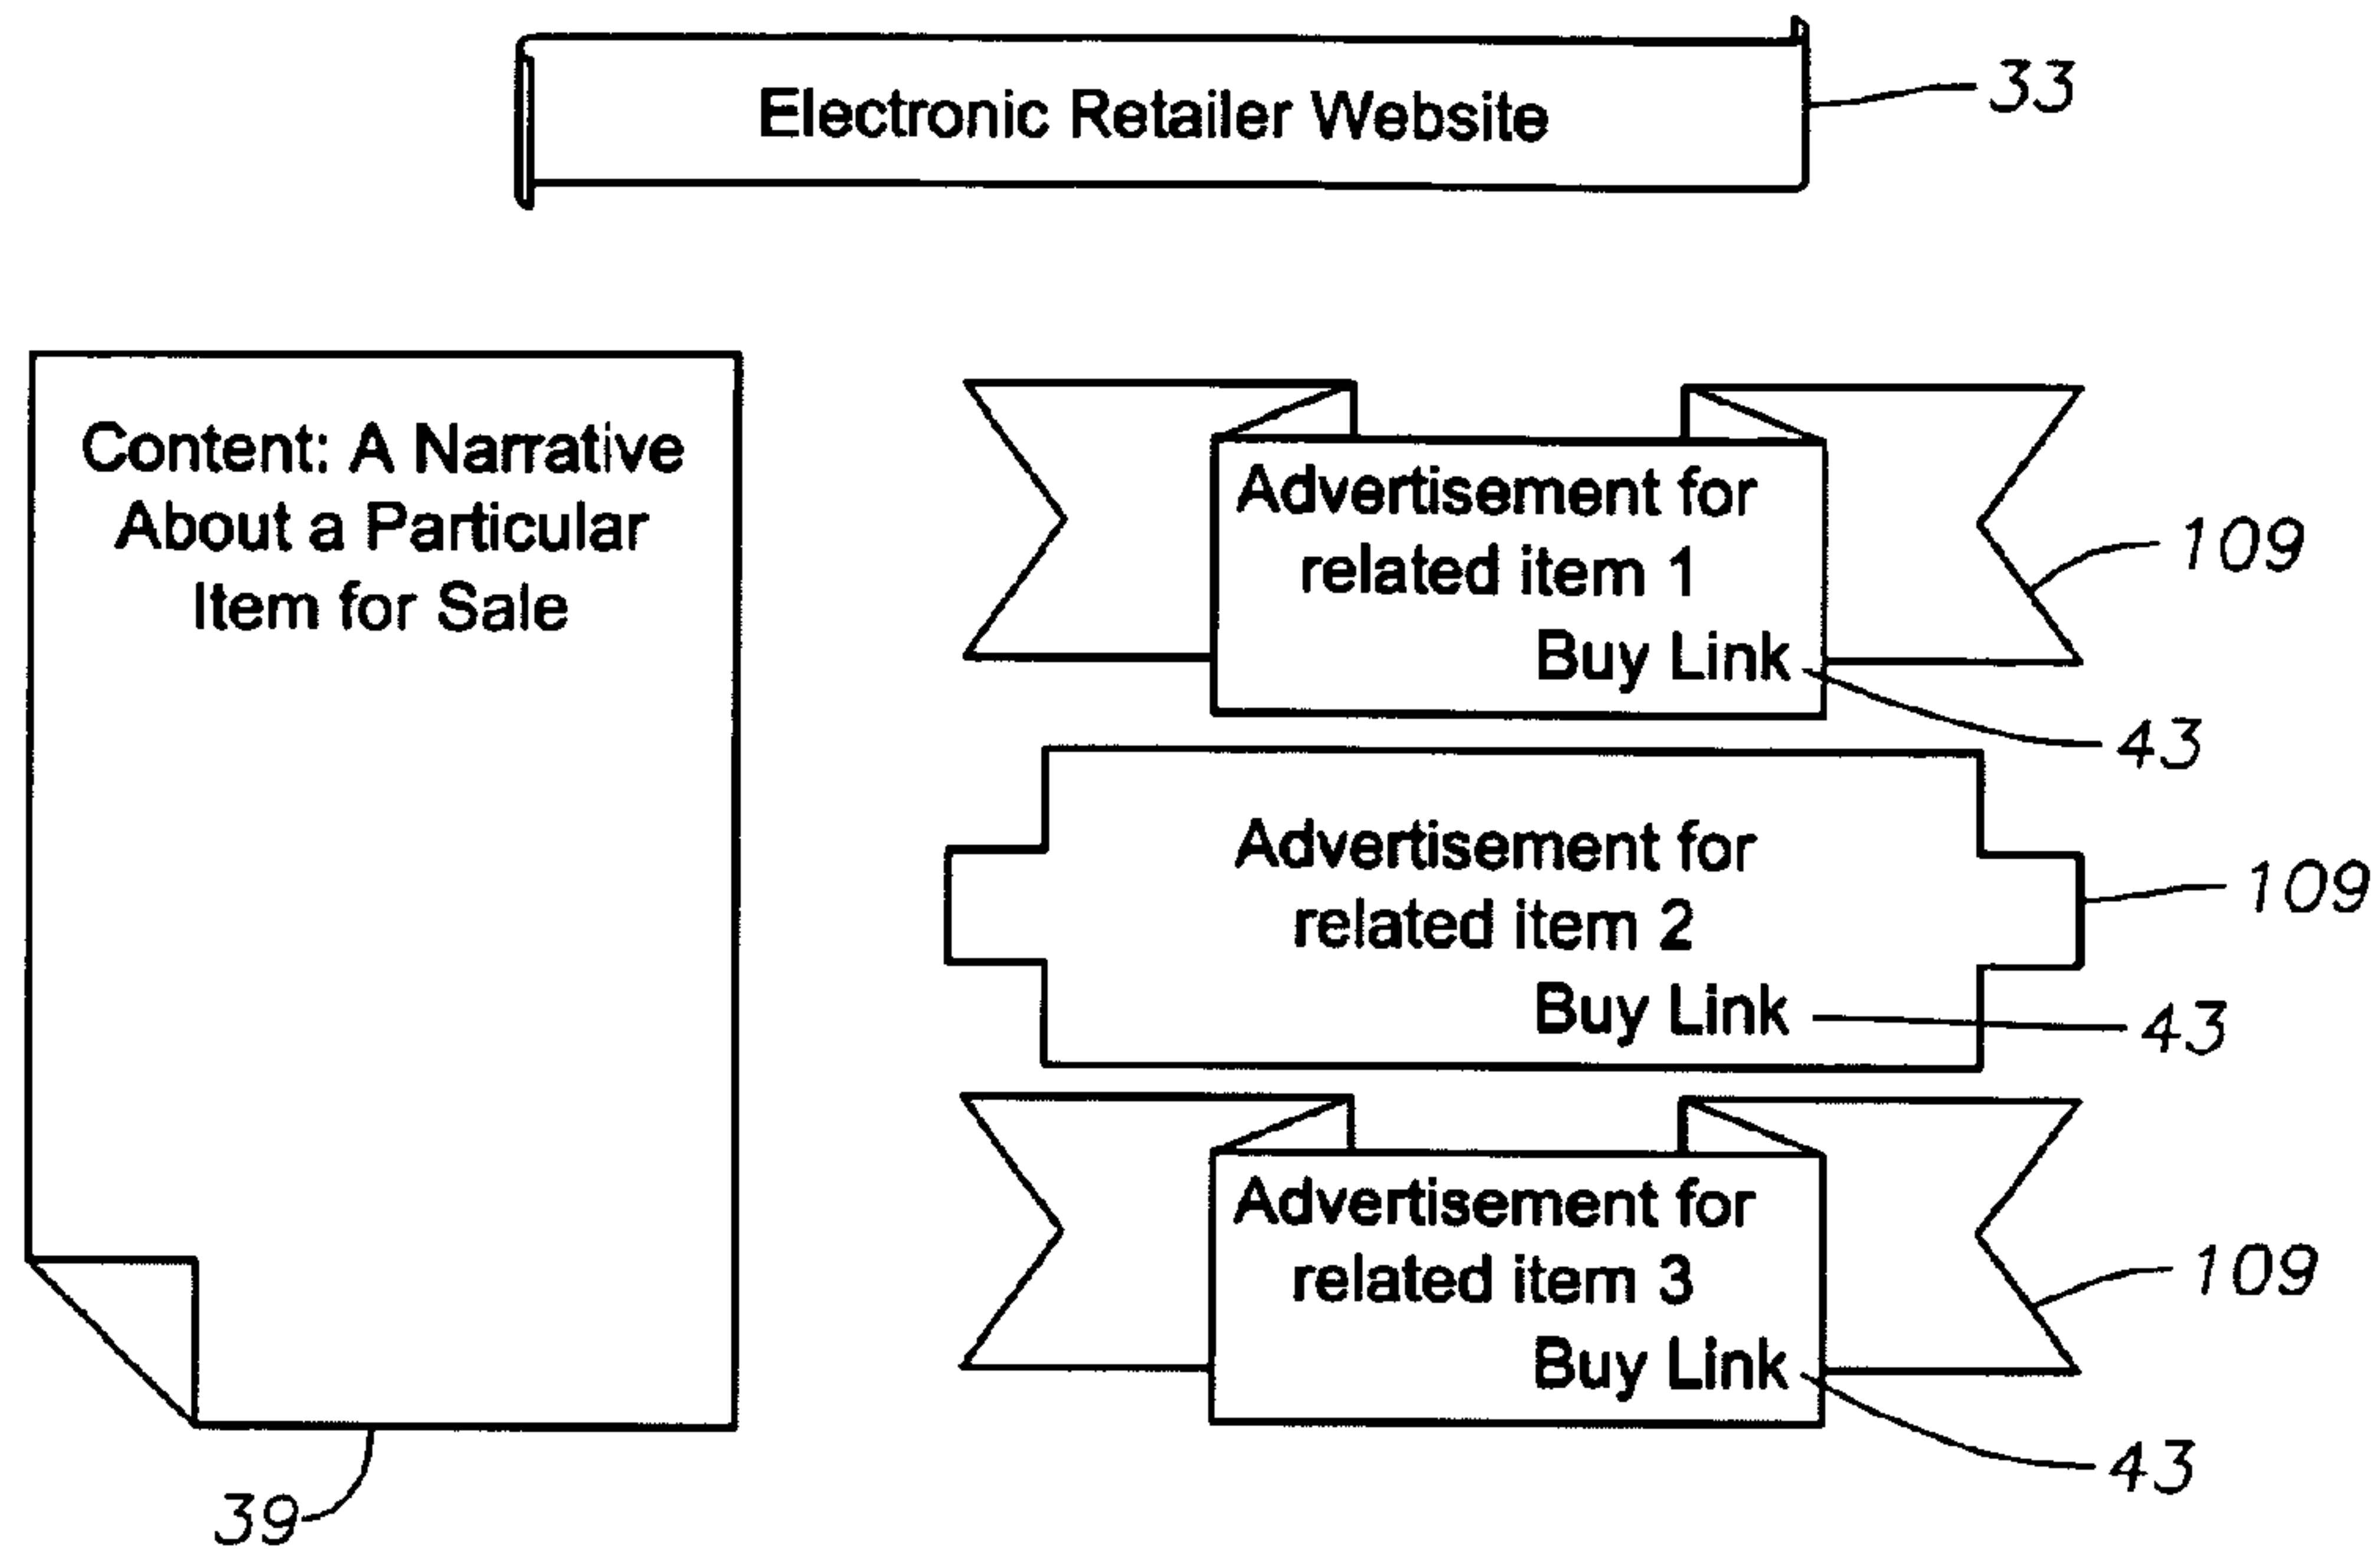 Electronic Retailer Website
33
Content: A Narrative
About a Particular
Item for Sale
39
Advertisement for
related item 1
Buy Link
109
43
Advertisement for
related item 2
Buy Link
109
43
Advertisement for
related item 3
Buy Link
109
43